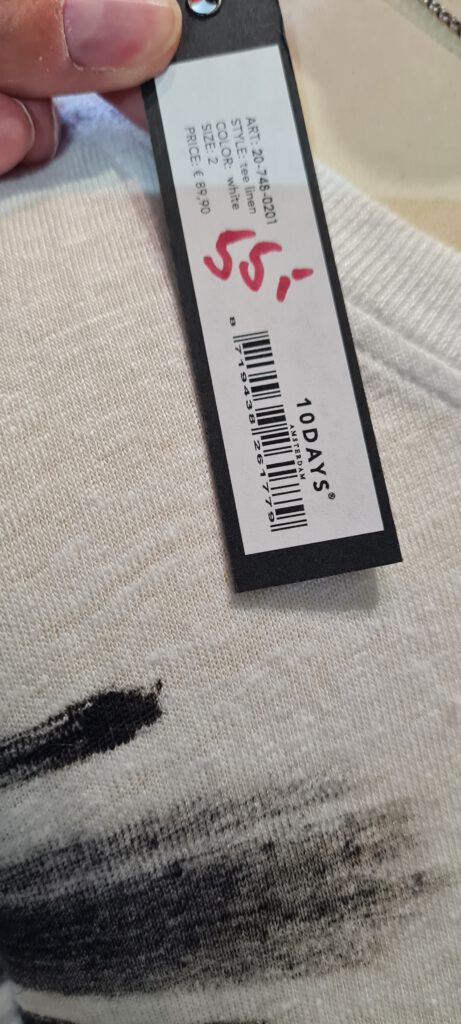 ART: 20-748-0201
STYLE: tee linen
COLOR: white
SIZE: 2
PRICE: € 89,90
55,-
10DAYS®
AMSTERDAM
8 719438 261779